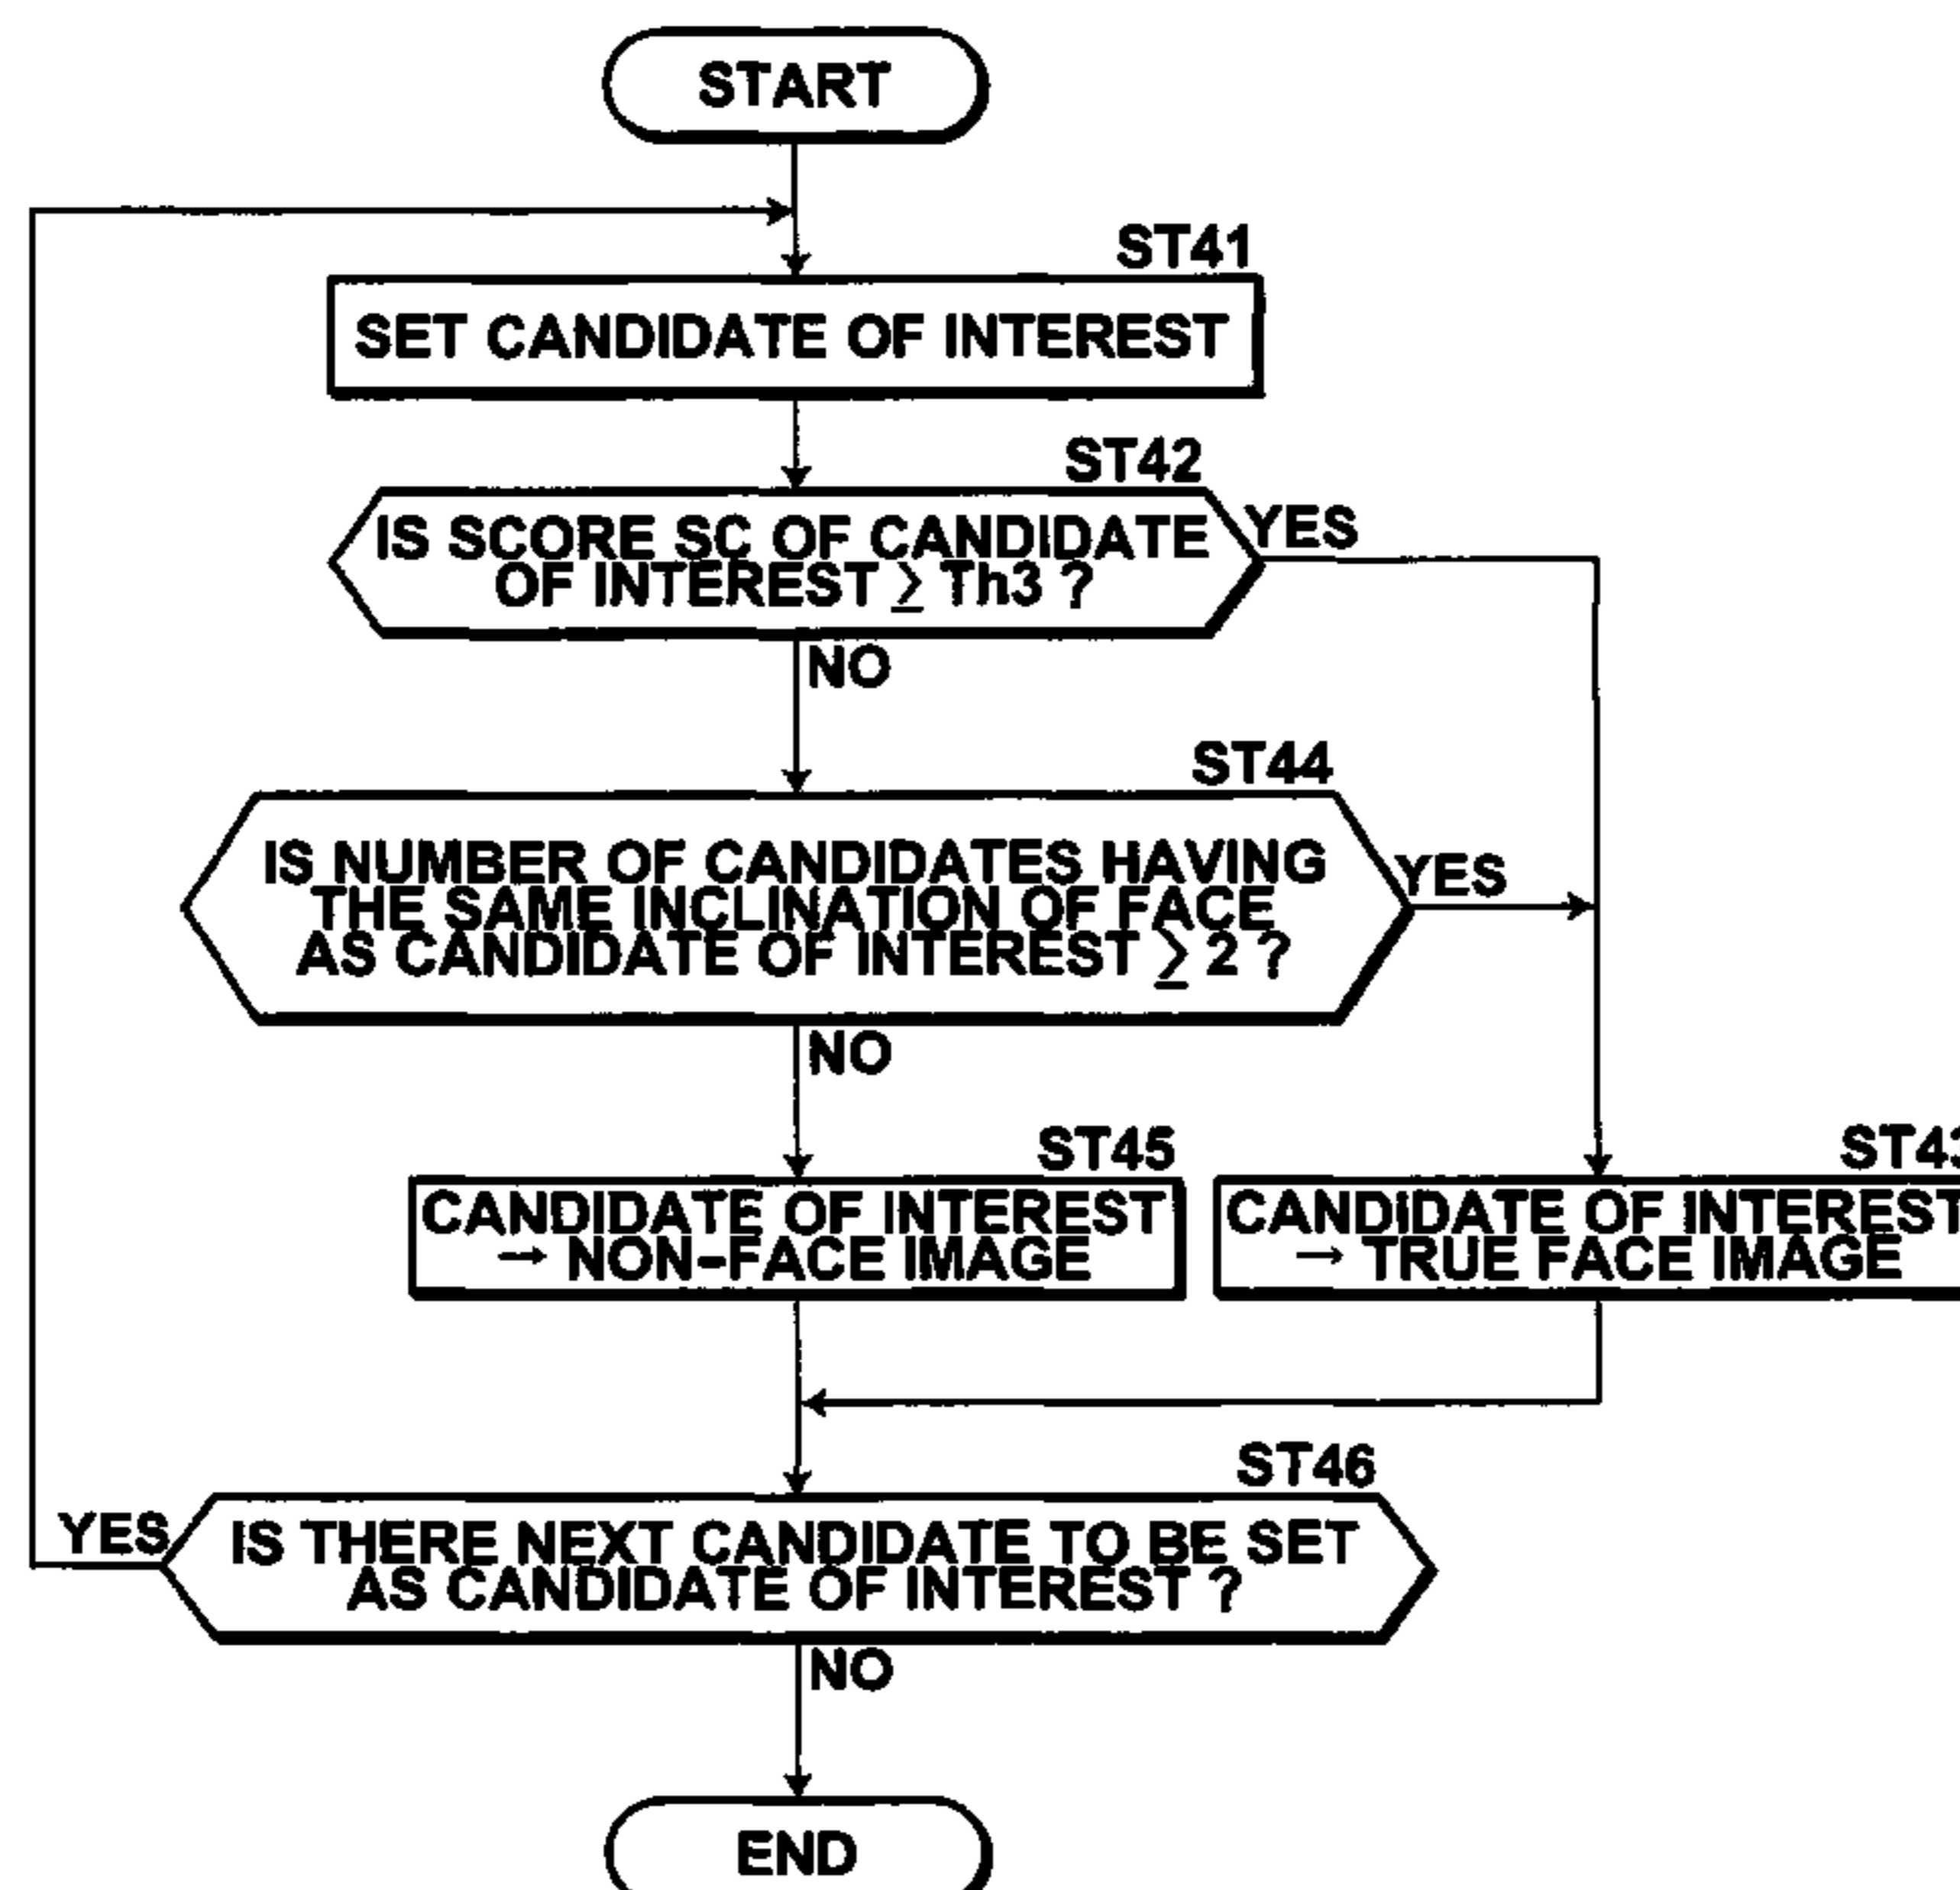 START
ST41
SET CANDIDATE OF INTEREST
ST42
IS SCORE SC OF CANDIDATE
OF INTEREST ≥ Th3 ?
YES
NO
ST44
IS NUMBER OF CANDIDATES HAVING
THE SAME INCLINATION OF FACE
AS CANDIDATE OF INTEREST ≥ 2 ?
YES
NO
ST45
CANDIDATE OF INTEREST
→ NON-FACE IMAGE
ST43
CANDIDATE OF INTEREST
→ TRUE FACE IMAGE
ST46
YES
IS THERE NEXT CANDIDATE TO BE SET
AS CANDIDATE OF INTEREST ?
NO
END